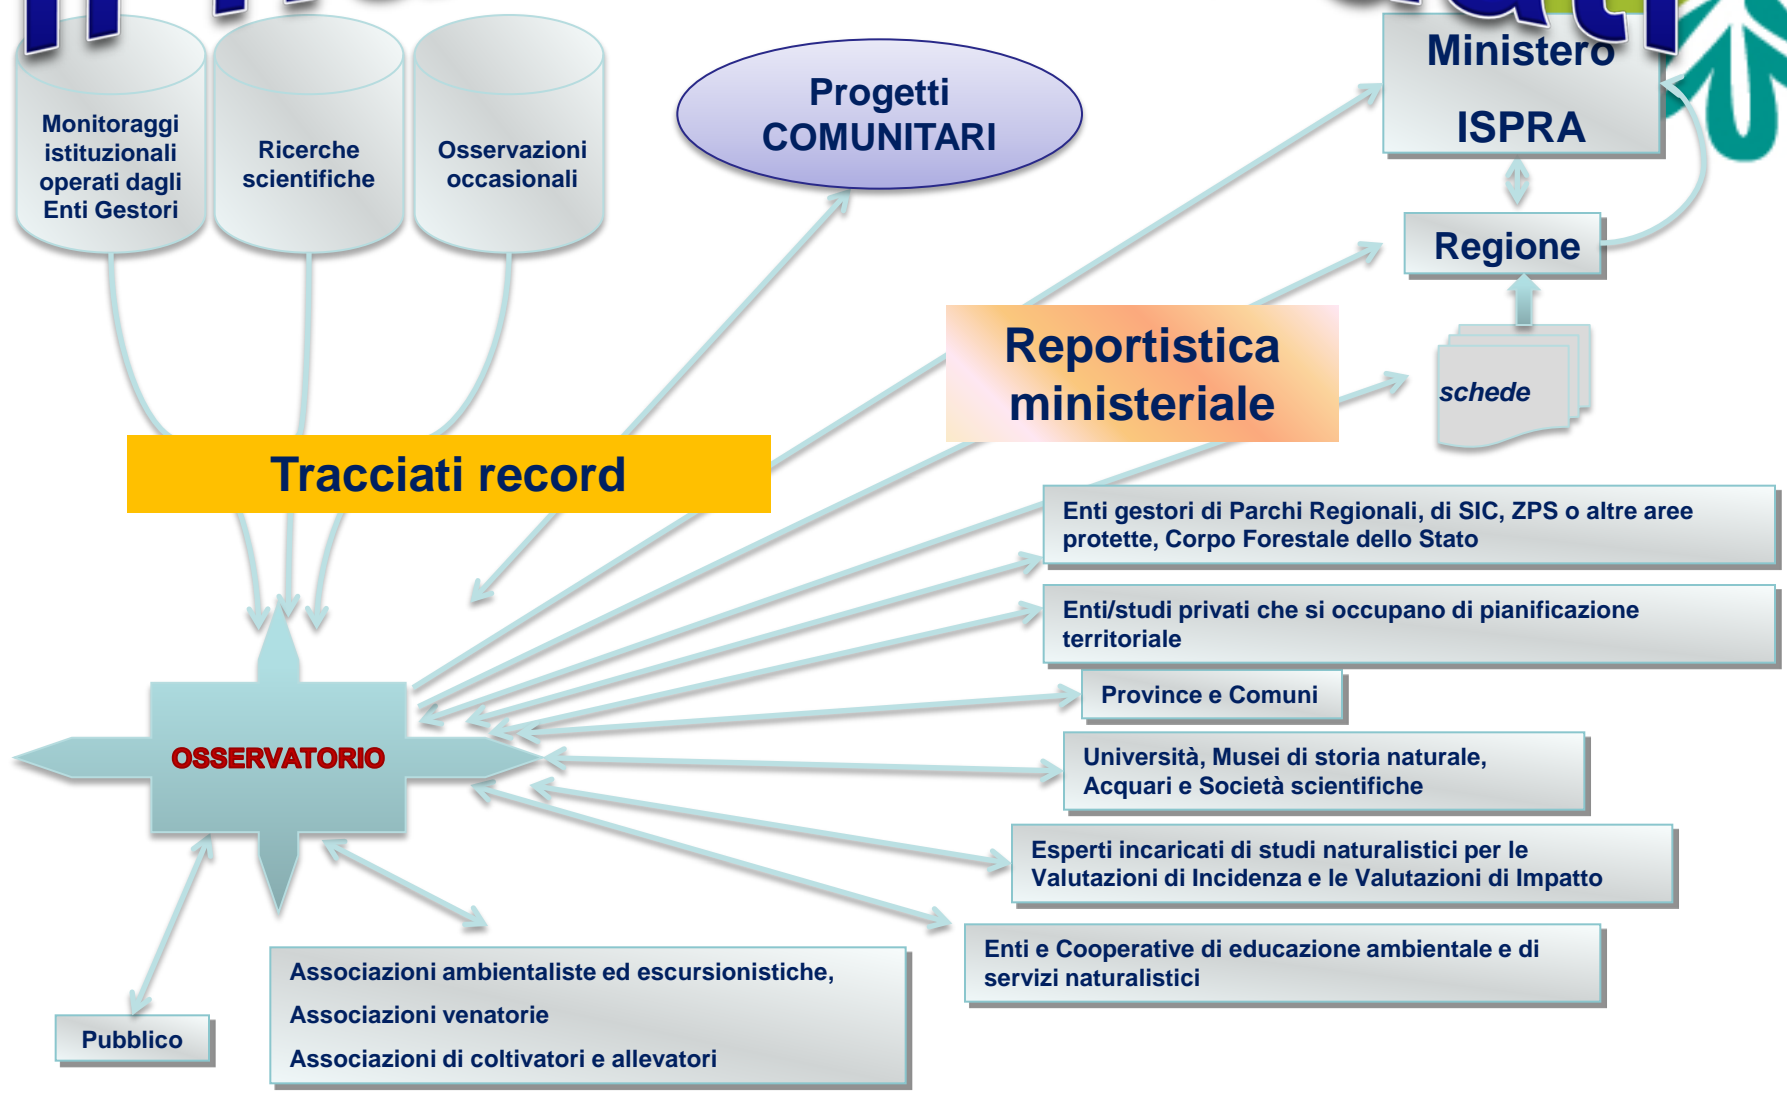 Monitoraggi
istituzionali
operati dagli
Enti Gestori
Ricerche
scientifiche
Osservazioni
occasionali
Progetti
COMUNITARI
Ministero
ISPRA
Regione
schede
Reportistica
ministeriale
Tracciati record
Enti gestori di Parchi Regionali, di SIC, ZPS o altre aree
protette, Corpo Forestale dello Stato
Enti/studi privati che si occupano di pianificazione
territoriale
Province e Comuni
OSSERVATORIO
Università, Musei di storia naturale,
Acquari e Società scientifiche
Esperti incaricati di studi naturalistici per le
Valutazioni di Incidenza e le Valutazioni di Impatto
Enti e Cooperative di educazione ambientale e di
servizi naturalistici
Associazioni ambientaliste ed escursionistiche,
Associazioni venatorie
Associazioni di coltivatori e allevatori
Pubblico